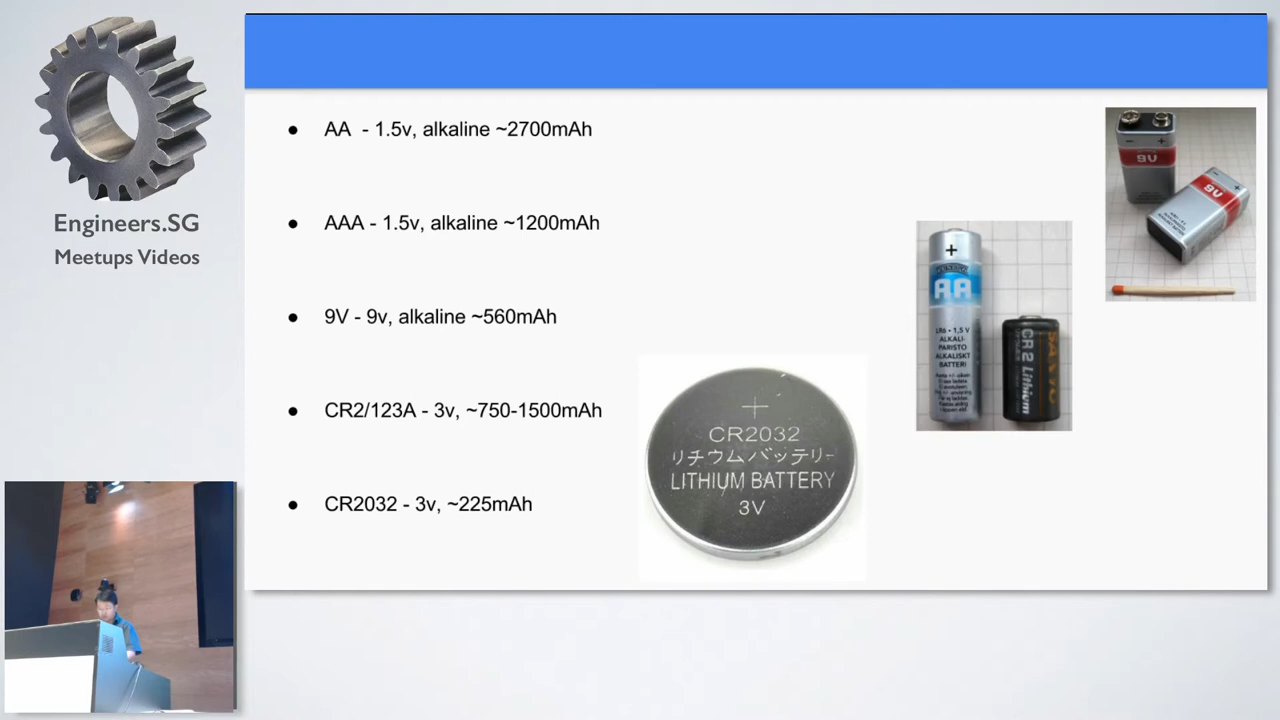 Engineers.SG
Meetups Videos
● AA - 1.5v, alkaline ~2700mAh
● AAA - 1.5v, alkaline ~1200mAh
● 9V - 9v, alkaline ~560mAh
● CR2/123A - 3v, ~750-1500mAh
● CR2032 - 3v, ~225mAh
+
CR2032
リチウムバッテリー
LITHIUM BATTERY
3V
+
AA
LR6 • 1,5 V
ALKALI-
PARISTO
ALKALISKT
BATTERI
CR2 Lithium
9V
9V